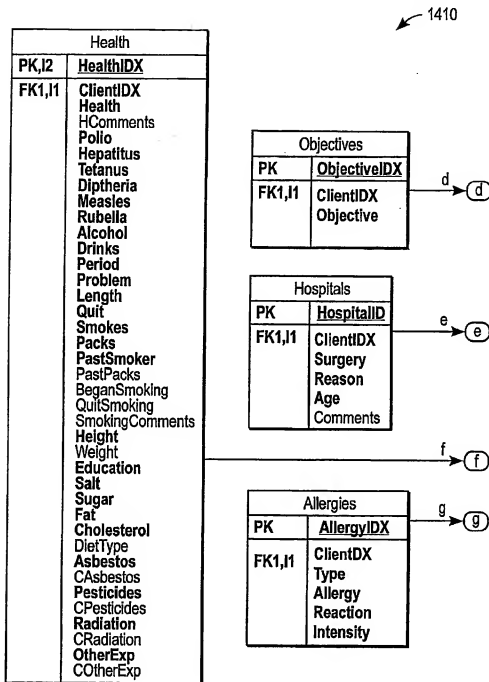 1410
Health
PK,I2 HealthIDX
FK1,I1 ClientIDX
Health
HComments
Polio
Hepatitus
Tetanus
Diptheria
Measles
Rubella
Alcohol
Drinks
Period
Problem
Length
Quit
Smokes
Packs
PastSmoker
PastPacks
BeganSmoking
QuitSmoking
SmokingComments
Height
Weight
Education
Salt
Sugar
Fat
Cholesterol
DietType
Asbestos
CAsbestos
Pesticides
CPesticides
Radiation
CRadiation
OtherExp
COtherExp
Objectives
PK ObjectiveIDX
FK1,I1 ClientIDX
Objective
d d
Hospitals
PK HospitalID
FK1,I1 ClientIDX
Surgery
Reason
Age
Comments
e e
f f
Allergies
PK AllergyIDX
FK1,I1 ClientDX
Type
Allergy
Reaction
Intensity
g g